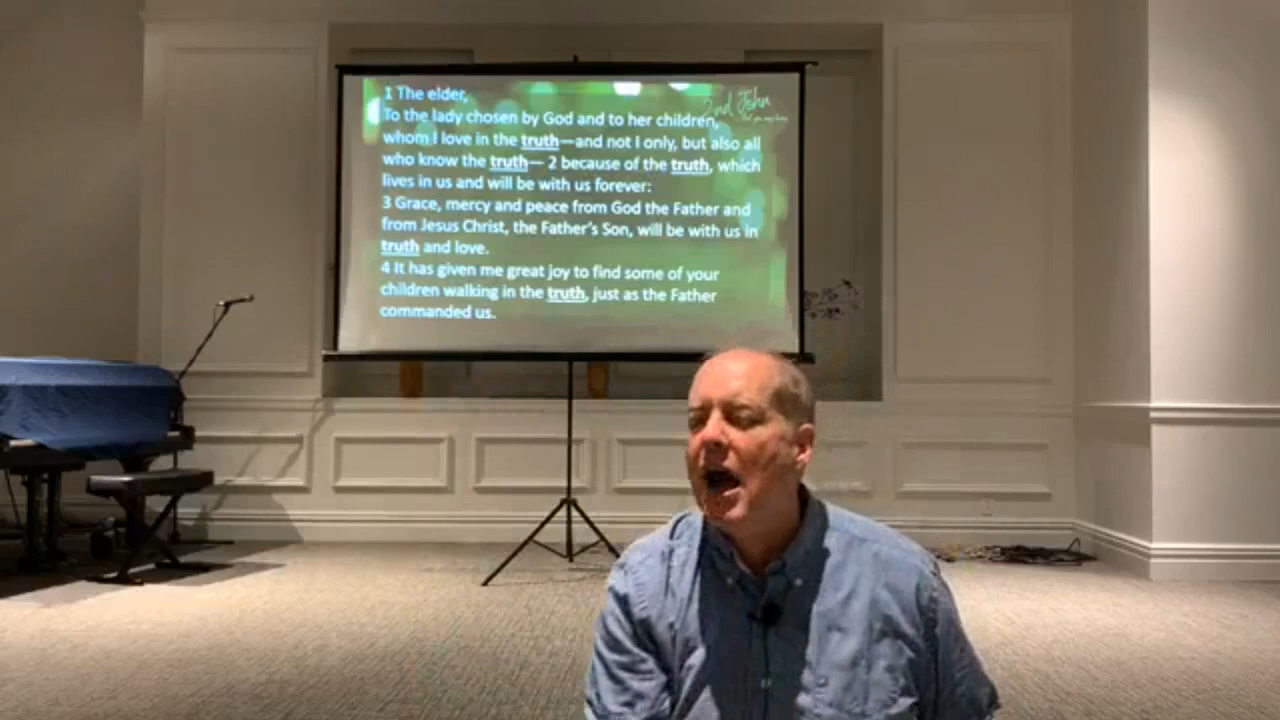 1 The elder,
2nd John
To the lady chosen by God and to her children,
whom I love in the truth—and not I only, but also all
who know the truth— 2 because of the truth, which
lives in us and will be with us forever:
3 Grace, mercy and peace from God the Father and
from Jesus Christ, the Father's Son, will be with us in
truth and love.
4 It has given me great joy to find some of your
children walking in the truth, just as the Father
commanded us.